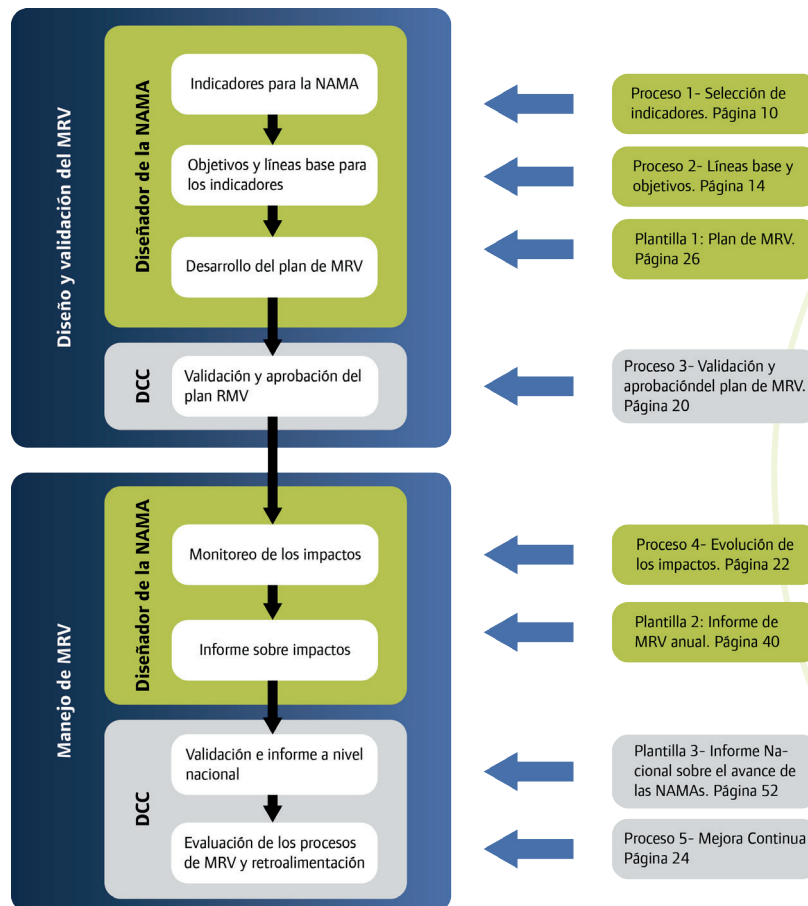 Diseño y validación del MRV
Diseñador de la NAMA
Indicadores para la NAMA
Proceso 1- Selección de
indicadores. Página 10
Objetivos y líneas base para
los indicadores
Proceso 2- Líneas base y
objetivos. Página 14
Desarrollo del plan de MRV
Plantilla 1: Plan de MRV.
Página 26
DCC
Validación y aprobación del
plan RMV
Proceso 3- Validación y
aprobacióndel plan de MRV.
Página 20
Manejo de MRV
Diseñador de la NAMA
Monitoreo de los impactos
Proceso 4- Evolución de
los impactos. Página 22
Informe sobre impactos
Plantilla 2: Informe de
MRV anual. Página 40
DCC
Validación e informe a nivel
nacional
Plantilla 3- Informe Na-
cional sobre el avance de
las NAMAs. Página 52
Evaluación de los procesos
de MRV y retroalimentación
Proceso 5- Mejora Continua
Página 24